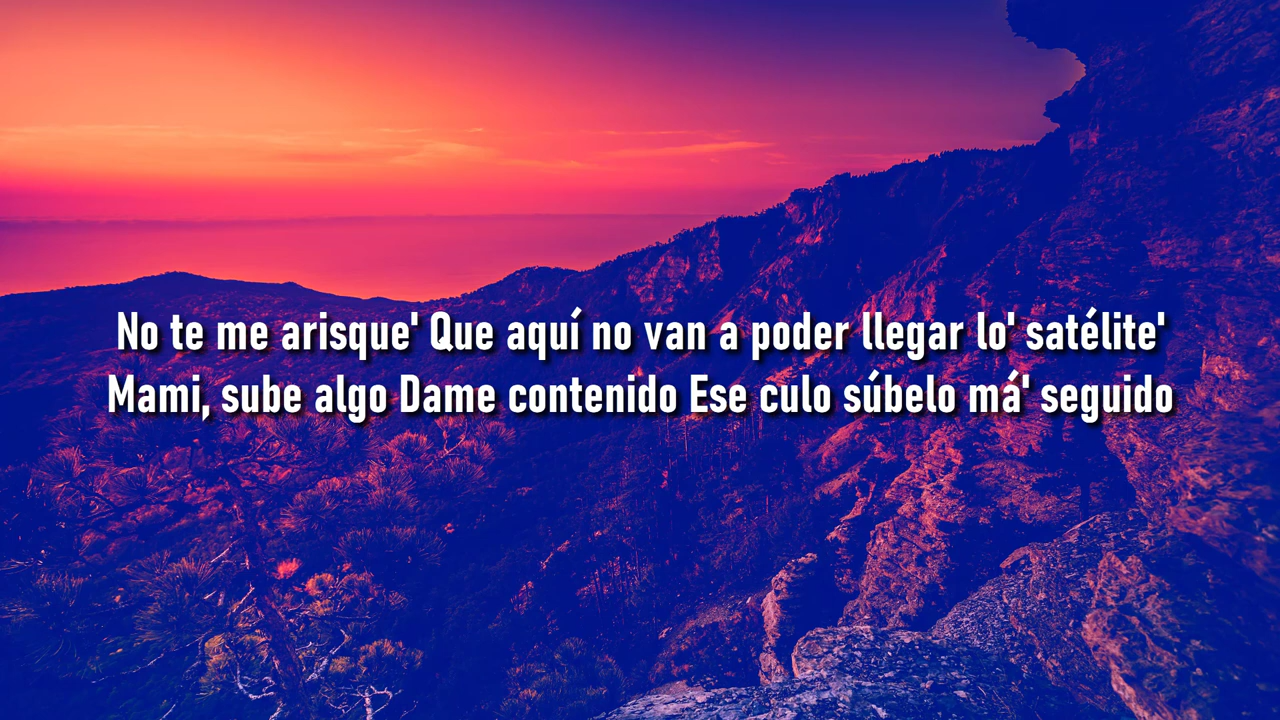 No te me arisque' Que aquí no van a poder llegar lo' satélite'
Mami, sube algo Dame contenido Ese culo súbelo má' seguido